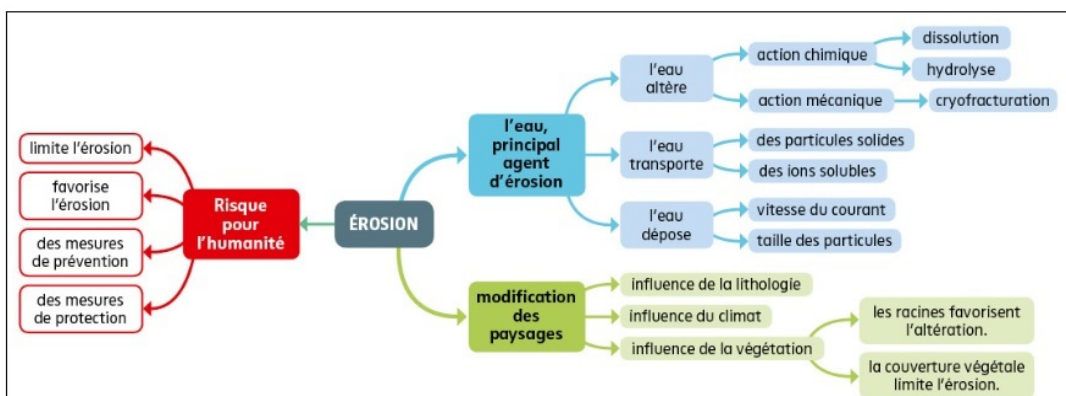 ÉROSION
l'eau,
principal
agent
d'érosion
l'eau
altère
action chimique
dissolution
hydrolyse
action mécanique
cryofracturation
l'eau
transporte
des particules solides
des ions solubles
l'eau
dépose
vitesse du courant
taille des particules
modification
des
paysages
influence de la lithologie
influence du climat
influence de la végétation
les racines favorisent
l'altération.
la couverture végétale
limite l'érosion.
Risque
pour
l'humanité
limite l'érosion
favorise
l'érosion
des mesures
de prévention
des mesures
de protection